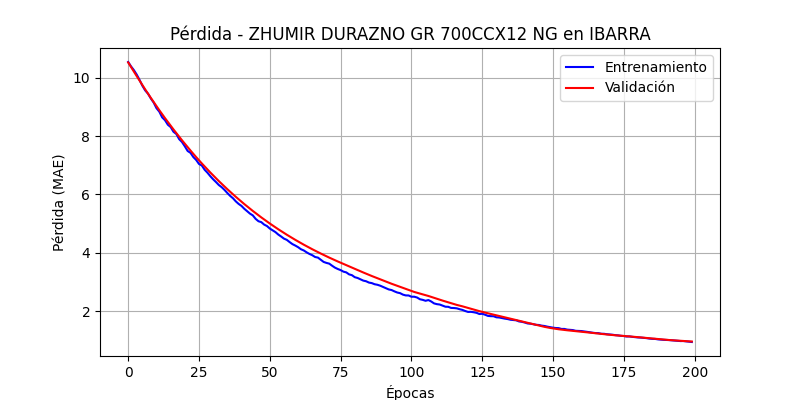 Pérdida - ZHUMIR DURAZNO GR 700CCX12 NG en IBARRA
Entrenamiento
Validación
Pérdida (MAE)
10
8
6
4
2
0 25 50 75 100 125 150 175 200
Épocas